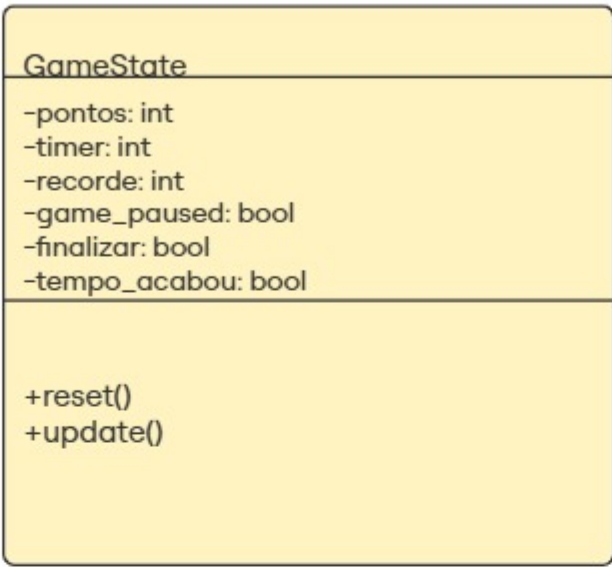 GameState
-pontos: int
-timer: int
-recorde: int
-game_paused: bool
-finalizar: bool
-tempo_acabou: bool
+reset()
+update()